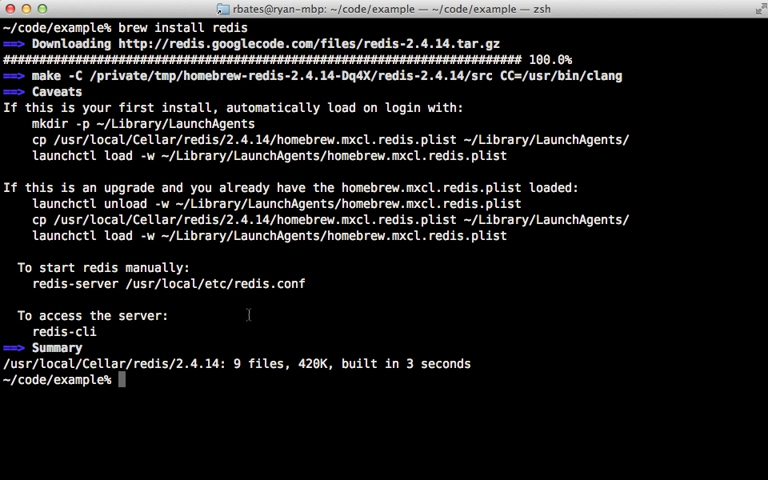 rbates@ryan-mbp: ~/code/example — ~/code/example — zsh
~/code/example% brew install redis
==> Downloading http://redis.googlecode.com/files/redis-2.4.14.tar.gz
######################################################################## 100.0%
==> make -C /private/tmp/homebrew-redis-2.4.14-Dq4X/redis-2.4.14/src CC=/usr/bin/clang
==> Caveats
If this is your first install, automatically load on login with:
    mkdir -p ~/Library/LaunchAgents
    cp /usr/local/Cellar/redis/2.4.14/homebrew.mxcl.redis.plist ~/Library/LaunchAgents/
    launchctl load -w ~/Library/LaunchAgents/homebrew.mxcl.redis.plist

If this is an upgrade and you already have the homebrew.mxcl.redis.plist loaded:
    launchctl unload -w ~/Library/LaunchAgents/homebrew.mxcl.redis.plist
    cp /usr/local/Cellar/redis/2.4.14/homebrew.mxcl.redis.plist ~/Library/LaunchAgents/
    launchctl load -w ~/Library/LaunchAgents/homebrew.mxcl.redis.plist

  To start redis manually:
    redis-server /usr/local/etc/redis.conf

  To access the server:
    redis-cli
==> Summary
/usr/local/Cellar/redis/2.4.14: 9 files, 420K, built in 3 seconds
~/code/example%